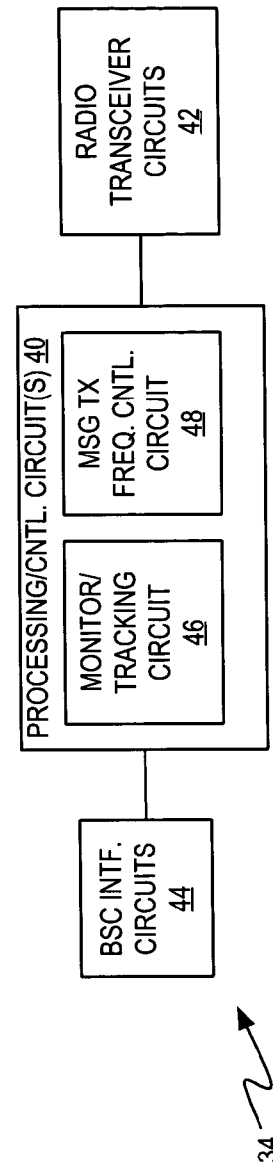 34
BSC INTF.
CIRCUITS
44
PROCESSING/CNTL. CIRCUIT(S) 40
MONITOR/
TRACKING
CIRCUIT
46
MSG TX
FREQ. CNTL.
CIRCUIT
48
RADIO
TRANSCEIVER
CIRCUITS
42